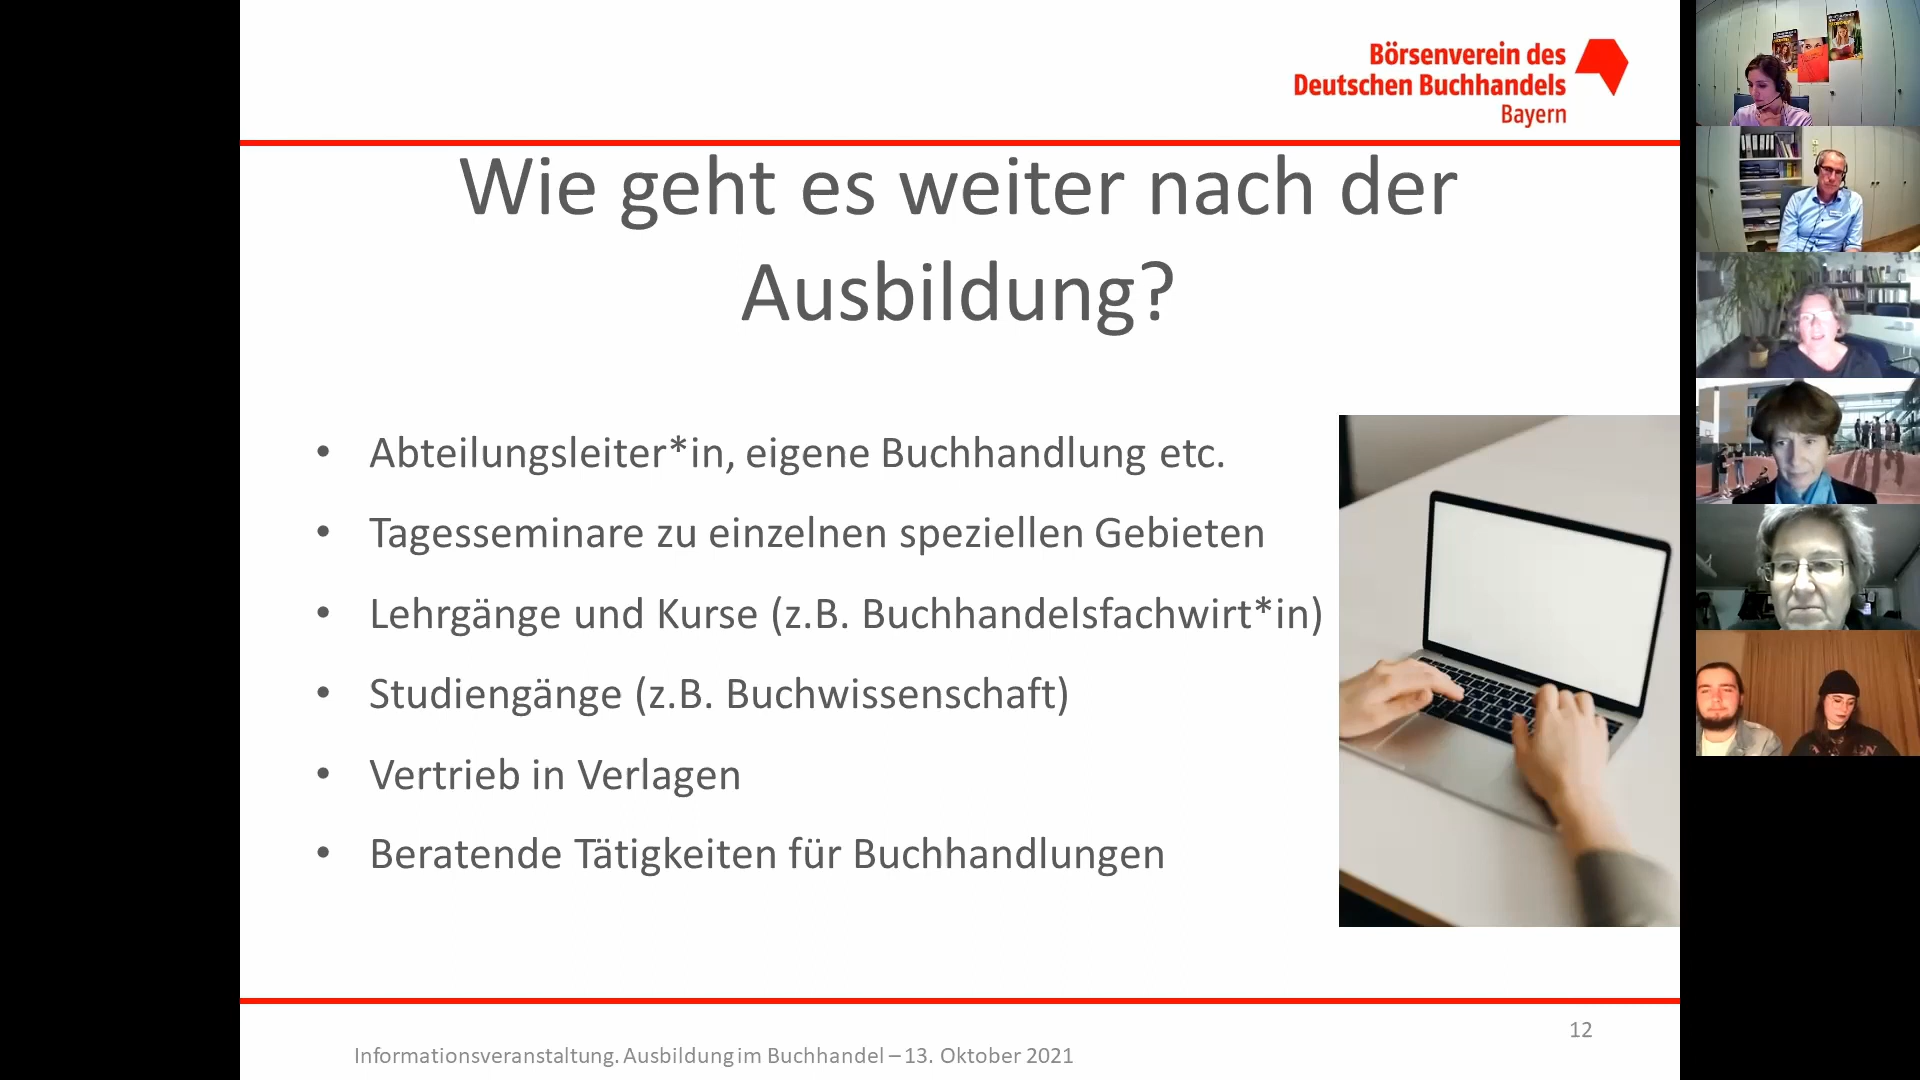 Börsenverein des
Deutschen Buchhandels
Bayern
Wie geht es weiter nach der
Ausbildung?
• Abteilungsleiter*in, eigene Buchhandlung etc.
• Tagesseminare zu einzelnen speziellen Gebieten
• Lehrgänge und Kurse (z.B. Buchhandelsfachwirt*in)
• Studiengänge (z.B. Buchwissenschaft)
• Vertrieb in Verlagen
• Beratende Tätigkeiten für Buchhandlungen
12
Informationsveranstaltung. Ausbildung im Buchhandel – 13. Oktober 2021